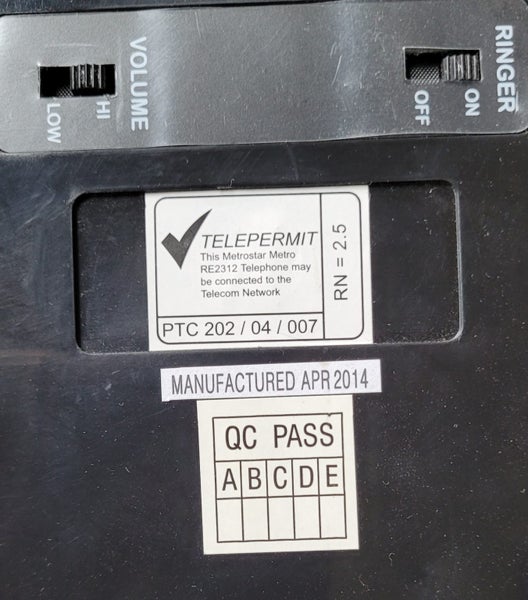 VOLUME
HI
LOW
RINGER
ON
OFF
TELEPERMIT
This Metrostar Metro
RE2312 Telephone may
be connected to the
Telecom Network
RN = 2.5
PTC 202 / 04 / 007
MANUFACTURED APR 2014
QC PASS
A B C D E